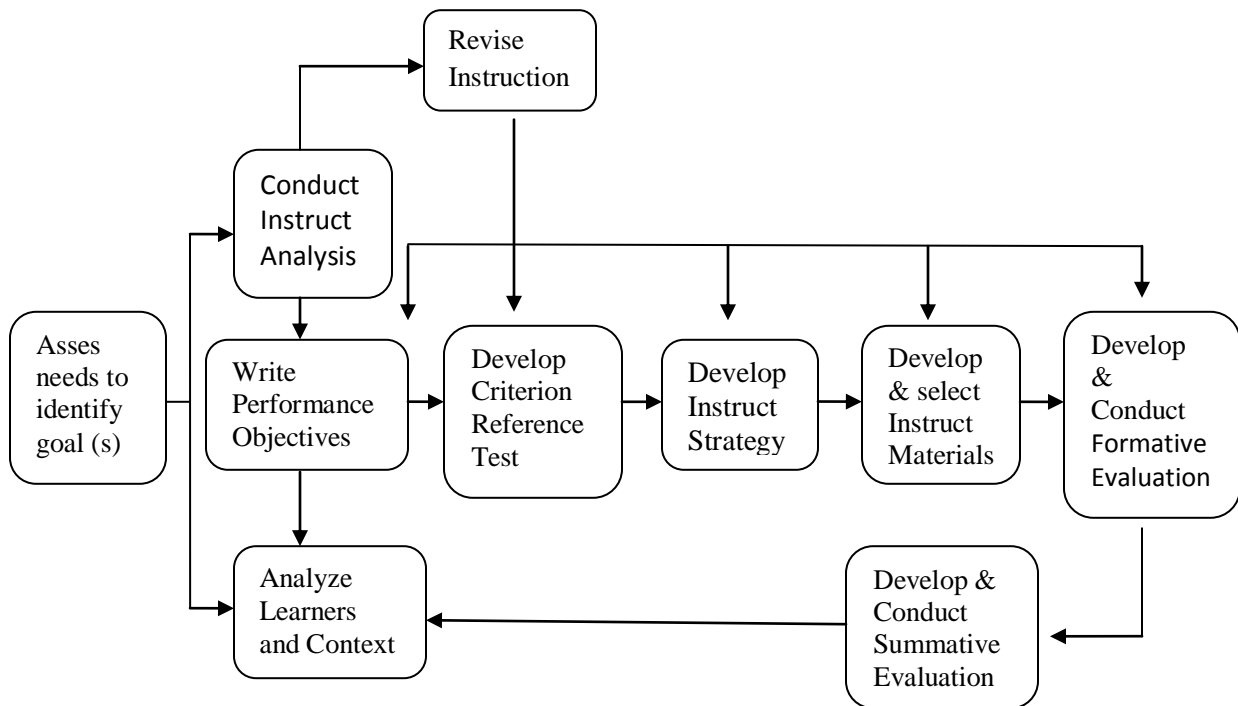 Revise
Instruction
Conduct
Instruct
Analysis
Asses
needs to
identify
goal (s)
Write
Performance
Objectives
Develop
Criterion
Reference
Test
Develop
Instruct
Strategy
Develop
& select
Instruct
Materials
Develop
&
Conduct
Formative
Evaluation
Analyze
Learners
and Context
Develop &
Conduct
Summative
Evaluation